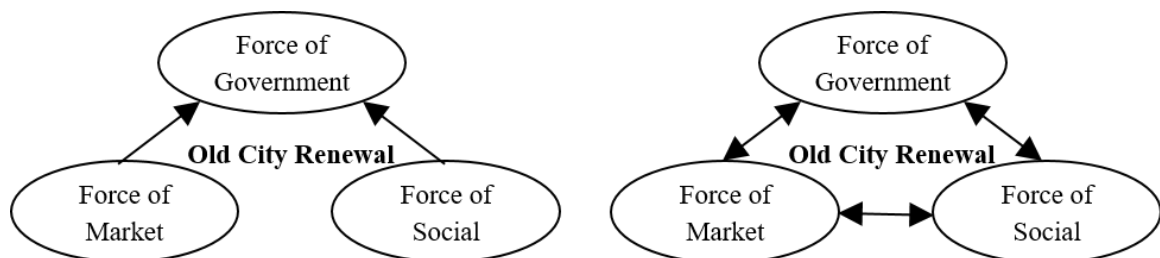 Force of
Government
Old City Renewal
Force of
Market
Force of
Social
Force of
Government
Old City Renewal
Force of
Market
Force of
Social